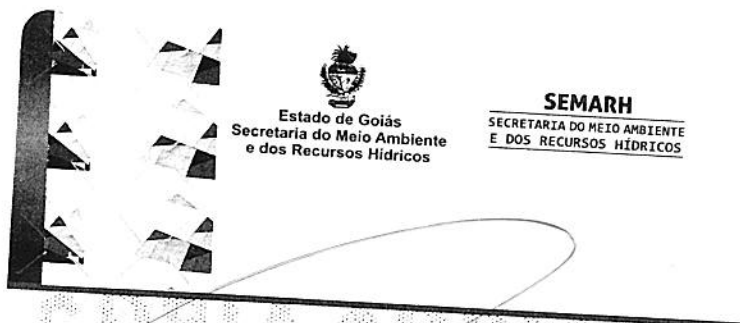 Estado de Goiás
Secretaria do Meio Ambiente
e dos Recursos Hídricos
SEMARH
SECRETARIA DO MEIO AMBIENTE
E DOS RECURSOS HÍDRICOS